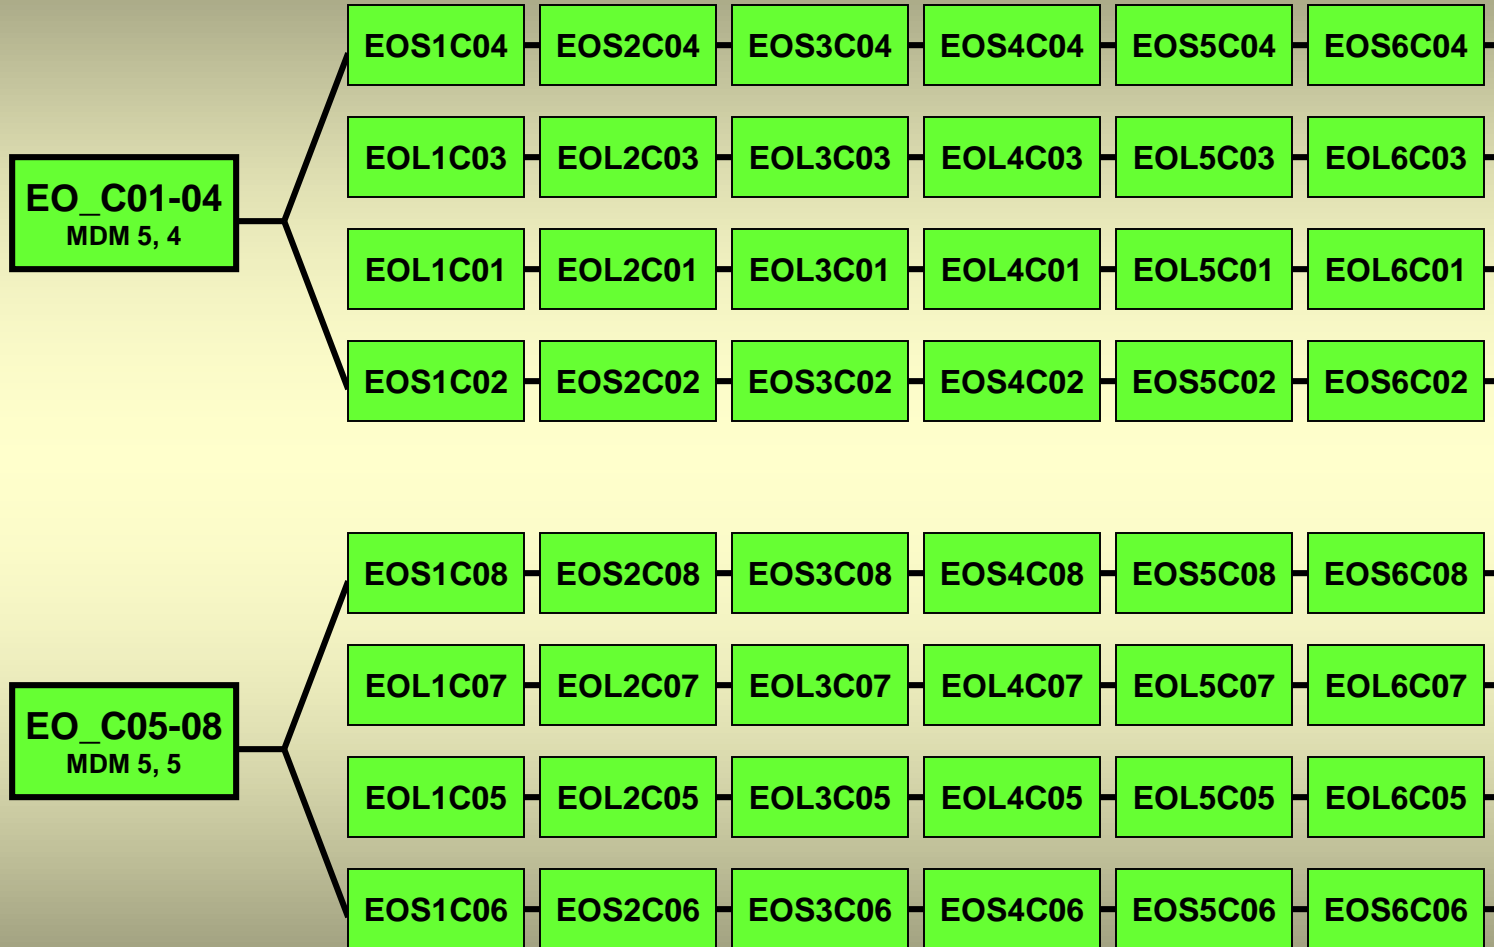 EOS1C04 EOS2C04 EOS3C04 EOS4C04 EOS5C04 EOS6C04
EOL1C03 EOL2C03 EOL3C03 EOL4C03 EOL5C03 EOL6C03
EO_C01-04
MDM 5, 4
EOL1C01 EOL2C01 EOL3C01 EOL4C01 EOL5C01 EOL6C01
EOS1C02 EOS2C02 EOS3C02 EOS4C02 EOS5C02 EOS6C02
EOS1C08 EOS2C08 EOS3C08 EOS4C08 EOS5C08 EOS6C08
EOL1C07 EOL2C07 EOL3C07 EOL4C07 EOL5C07 EOL6C07
EO_C05-08
MDM 5, 5
EOL1C05 EOL2C05 EOL3C05 EOL4C05 EOL5C05 EOL6C05
EOS1C06 EOS2C06 EOS3C06 EOS4C06 EOS5C06 EOS6C06